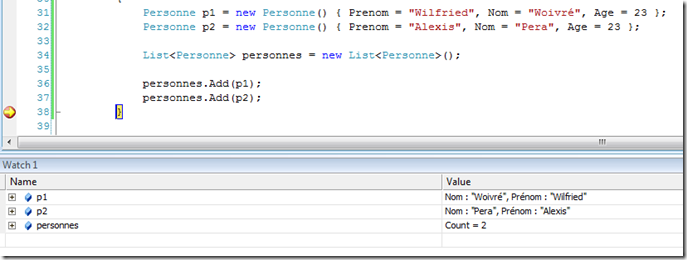 30 {
31 Personne p1 = new Personne() { Prenom = "Wilfried", Nom = "Woivré", Age = 23 };
32 Personne p2 = new Personne() { Prenom = "Alexis", Nom = "Pera", Age = 23 };
33
34 List<Personne> personnes = new List<Personne>();
35
36 personnes.Add(p1);
37 personnes.Add(p2);
38 }
39
Watch 1
Name Value
p1 Nom : "Woivré", Prénom : "Wilfried"
p2 Nom : "Pera", Prénom : "Alexis"
personnes Count = 2